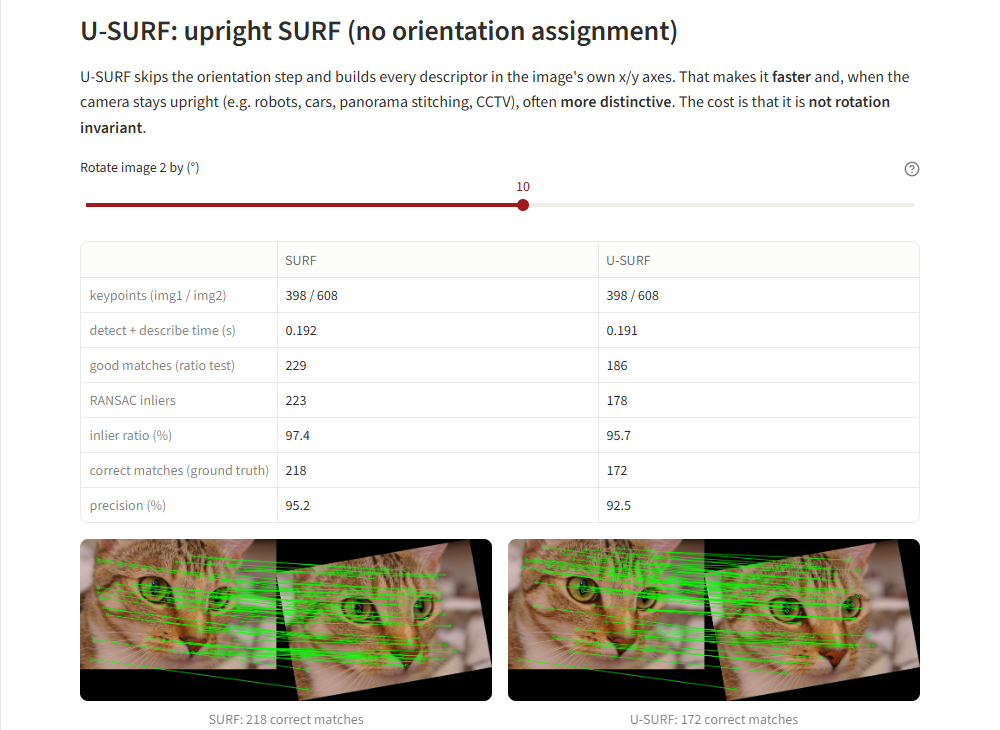 U-SURF: upright SURF (no orientation assignment)
U-SURF skips the orientation step and builds every descriptor in the image's own x/y axes. That makes it faster and, when the
camera stays upright (e.g. robots, cars, panorama stitching, CCTV), often more distinctive. The cost is that it is not rotation
invariant.
Rotate image 2 by (°)
10
SURF U-SURF
keypoints (img1 / img2) 398 / 608 398 / 608
detect + describe time (s) 0.192 0.191
good matches (ratio test) 229 186
RANSAC inliers 223 178
inlier ratio (%) 97.4 95.7
correct matches (ground truth) 218 172
precision (%) 95.2 92.5
SURF: 218 correct matches U-SURF: 172 correct matches